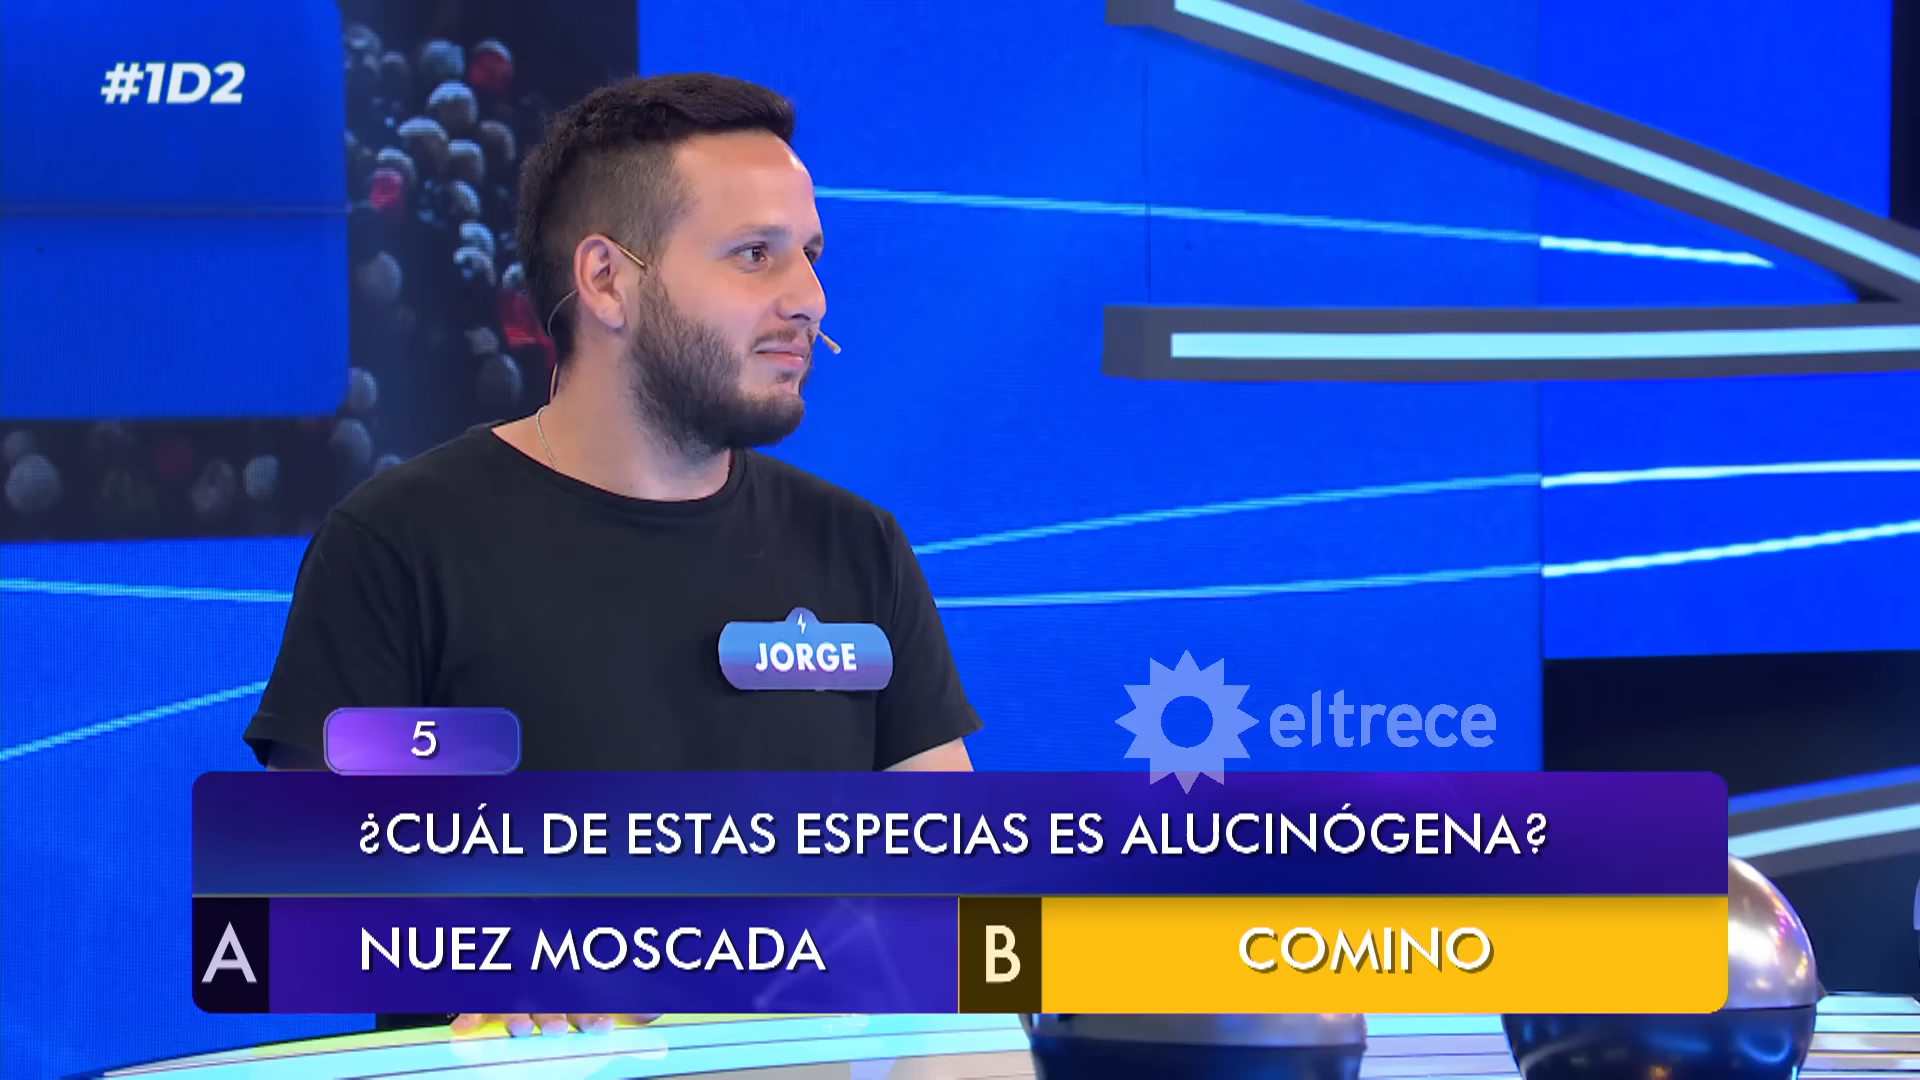 #1D2
JORGE
eltrece
5
¿CUÁL DE ESTAS ESPECIAS ES ALUCINÓGENA?
A NUEZ MOSCADA
B COMINO